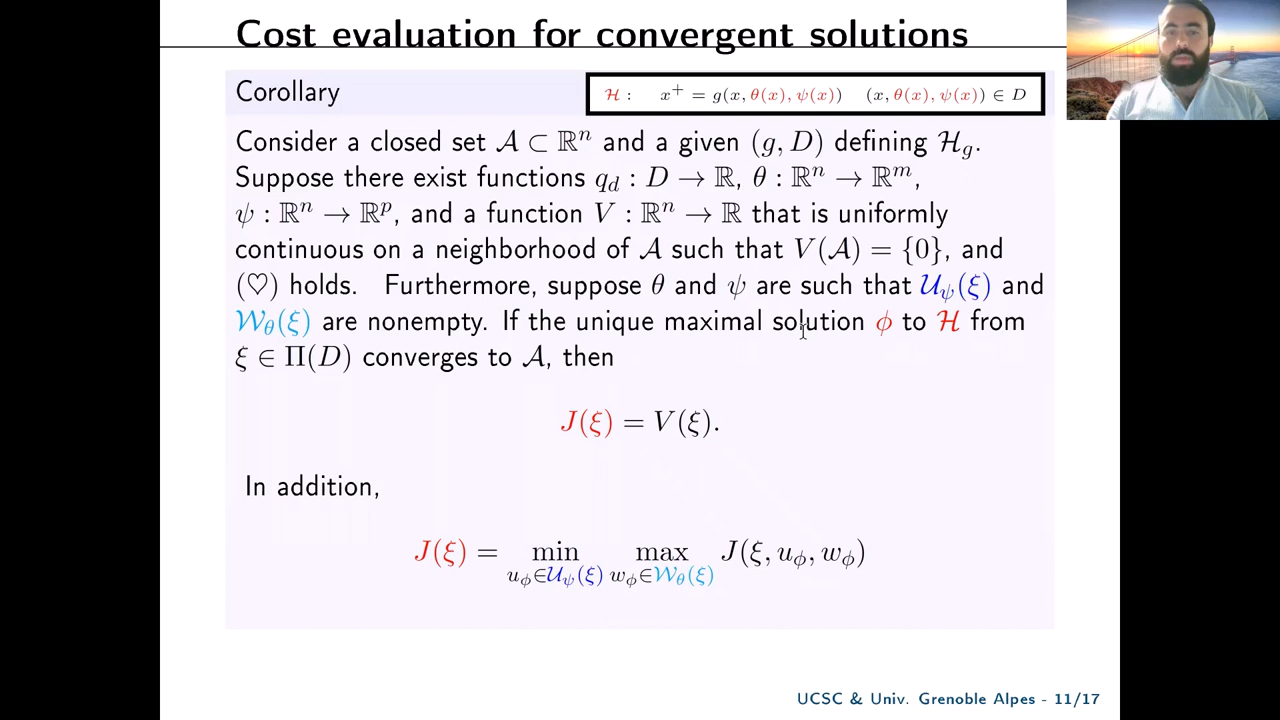 Cost evaluation for convergent solutions
Corollary
ℋ : x⁺ = g(x, θ(x), ψ(x)) (x, θ(x), ψ(x)) ∈ D
Consider a closed set 𝒜 ⊂ ℝⁿ and a given (g, D) defining ℋ_g.
Suppose there exist functions q_d : D → ℝ, θ : ℝⁿ → ℝᵐ,
ψ : ℝⁿ → ℝᵖ, and a function V : ℝⁿ → ℝ that is uniformly
continuous on a neighborhood of 𝒜 such that V(𝒜) = {0}, and
(♡) holds. Furthermore, suppose θ and ψ are such that 𝒰_ψ(ξ) and
𝒲_θ(ξ) are nonempty. If the unique maximal solution ϕ to ℋ from
ξ ∈ Π(D) converges to 𝒜, then
J(ξ) = V(ξ).
In addition,
J(ξ) = min_{u_ϕ∈𝒰_ψ(ξ)} max_{w_ϕ∈𝒲_θ(ξ)} J(ξ, u_ϕ, w_ϕ)
UCSC & Univ. Grenoble Alpes - 11/17